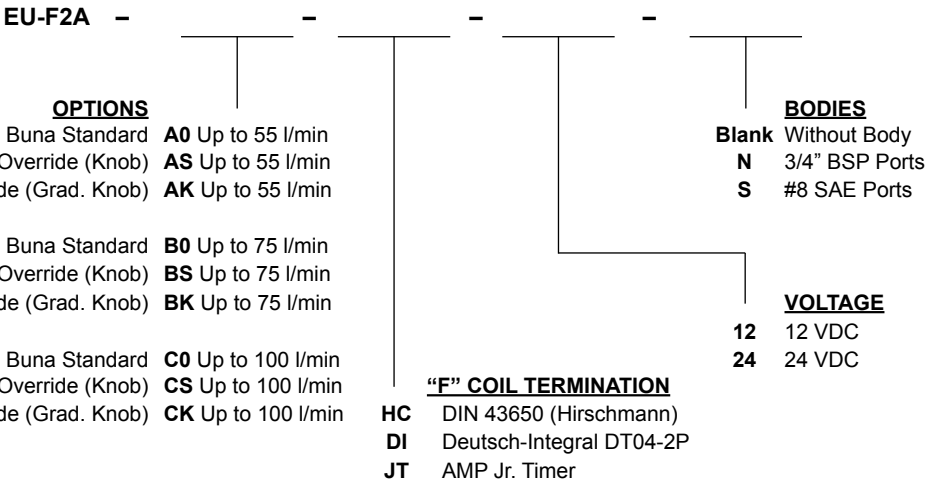 EU-F2A – – – –
OPTIONS
Buna Standard A0 Up to 55 l/min
Override (Knob) AS Up to 55 l/min
(Grad. Knob) AK Up to 55 l/min
Buna Standard B0 Up to 75 l/min
Override (Knob) BS Up to 75 l/min
(Grad. Knob) BK Up to 75 l/min
Buna Standard C0 Up to 100 l/min
Override (Knob) CS Up to 100 l/min
(Grad. Knob) CK Up to 100 l/min
"F" COIL TERMINATION
HC DIN 43650 (Hirschmann)
DI Deutsch-Integral DT04-2P
JT AMP Jr. Timer
BODIES
Blank Without Body
N 3/4" BSP Ports
S #8 SAE Ports
VOLTAGE
12 12 VDC
24 24 VDC